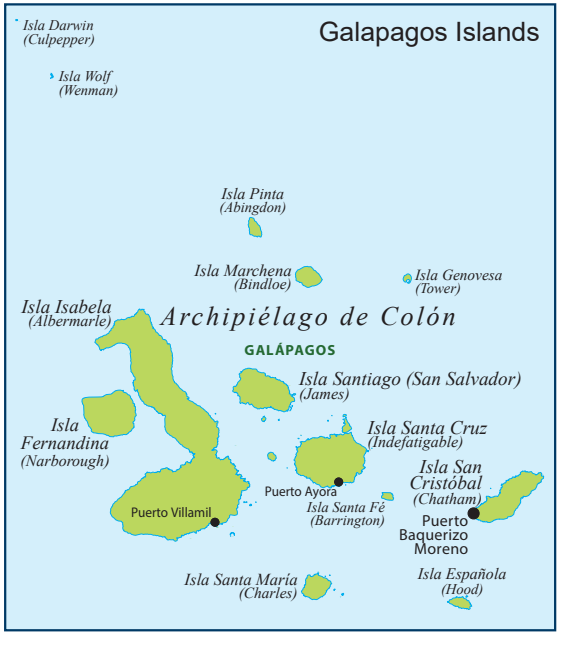 Isla Darwin
(Culpepper)
Galapagos Islands
Isla Wolf
(Wenman)
Isla Pinta
(Abingdon)
Isla Marchena
(Bindloe)
Isla Genovesa
(Tower)
Isla Isabela
(Albermarle)
Archipiélago de Colón
GALÁPAGOS
Isla Santiago (San Salvador)
(James)
Isla
Fernandina
(Narborough)
Isla Santa Cruz
(Indefatigable)
Isla San
Cristóbal
(Chatham)
Puerto Ayora
Isla Santa Fé
(Barrington)
Puerto Villamil
Puerto
Baquerizo
Moreno
Isla Santa María
(Charles)
Isla Española
(Hood)